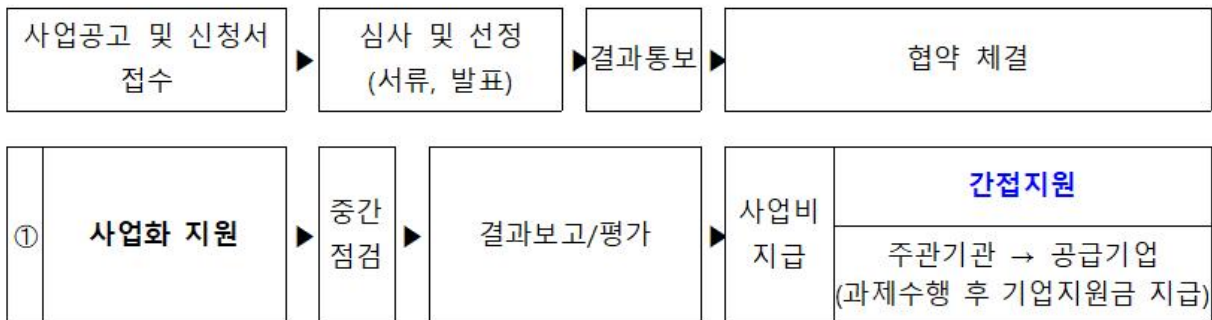 사업공고 및 신청서
접수
▶
심사 및 선정
(서류, 발표)
▶
결과통보
▶
협약 체결
①
사업화 지원
▶
중간
점검
▶
결과보고/평가
▶
사업비
지급
간접지원
주관기관 → 공급기업
(과제수행 후 기업지원금 지급)